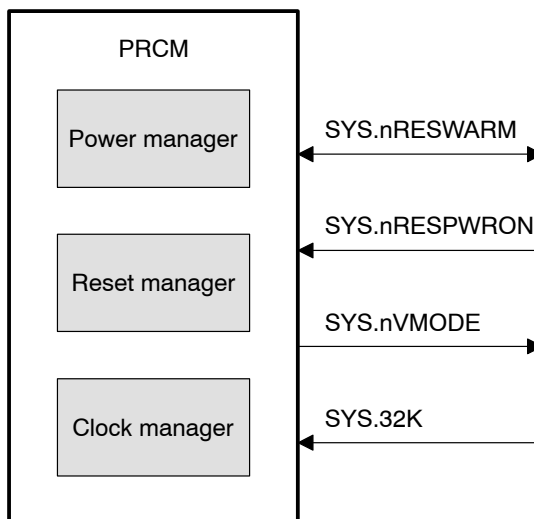 PRCM
Power manager
SYS.nRESWARM
SYS.nRESPWRON
Reset manager
SYS.nVMODE
Clock manager
SYS.32K